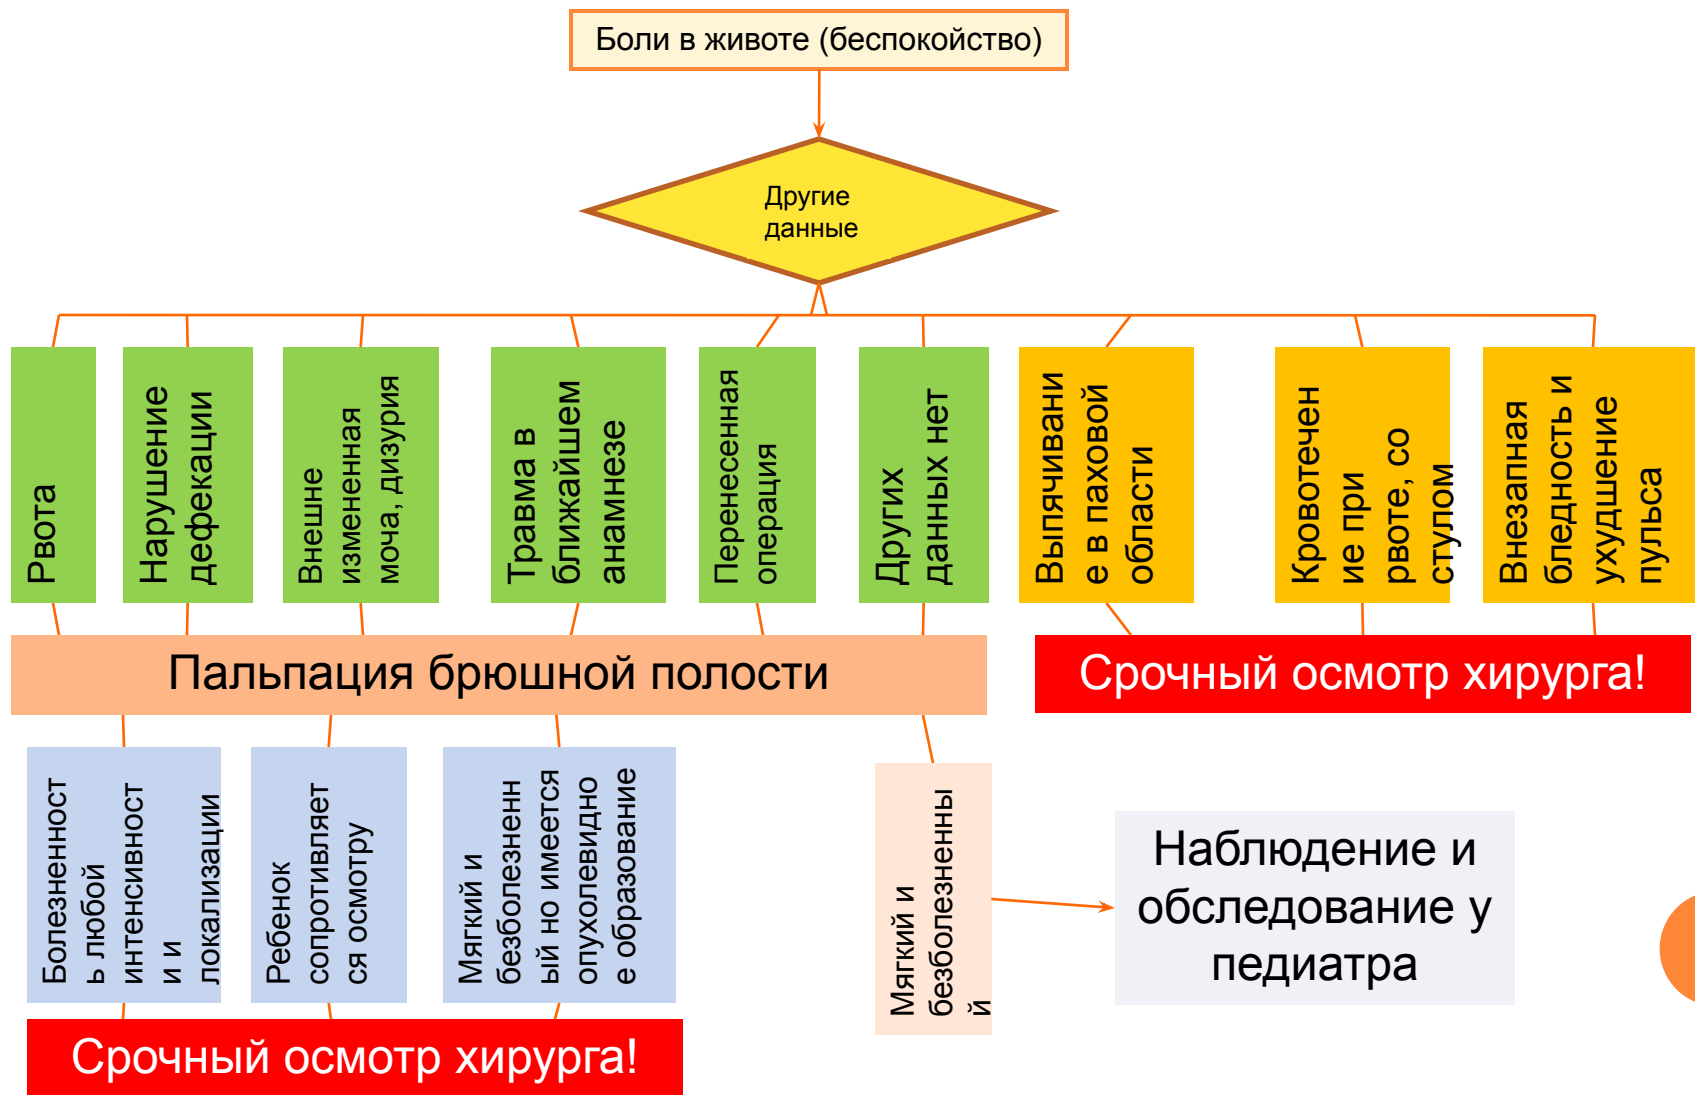 Боли в животе (беспокойство)
Другие
данные
Рвота
Нарушение
дефекации
Внешне
измененная
моча, дизурия
Травма в
ближайшем
анамнезе
Перенесенная
операция
Других
данных нет
Выпячивани
е в паховой
области
Кровотечен
ие при
рвоте, со
стулом
Внезапная
бледность и
ухудшение
пульса
Пальпация брюшной полости
Срочный осмотр хирурга!
Болезненност
ь любой
интенсивност
и и
локализации
Ребенок
сопротивляет
ся осмотру
Мягкий и
безболезненн
ый но имеется
опухолевидно
е образование
Мягкий и
безболезненны
й
Наблюдение и
обследование у
педиатра
Срочный осмотр хирурга!